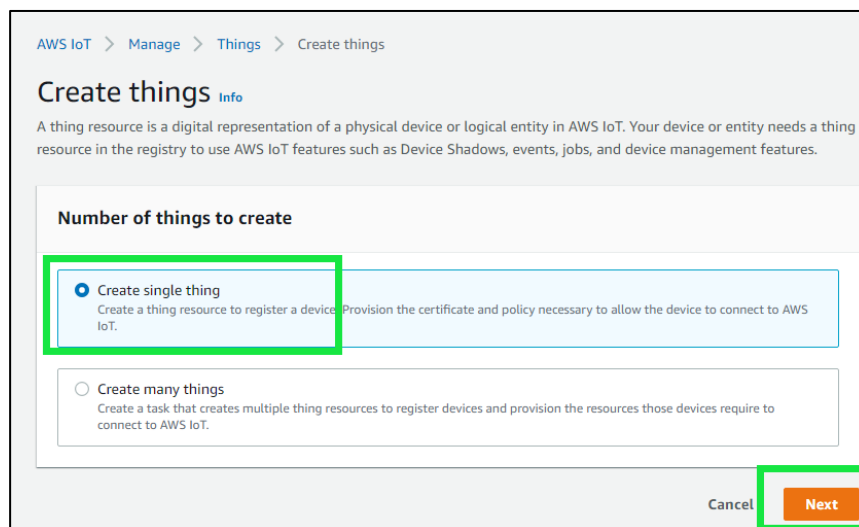 AWS IoT > Manage > Things > Create things
Create things Info
A thing resource is a digital representation of a physical device or logical entity in AWS IoT. Your device or entity needs a thing
resource in the registry to use AWS IoT features such as Device Shadows, events, jobs, and device management features.
Number of things to create
Create single thing
Create a thing resource to register a device. Provision the certificate and policy necessary to allow the device to connect to AWS
IoT.
Create many things
Create a task that creates multiple thing resources to register devices and provision the resources those devices require to
connect to AWS IoT.
Cancel Next